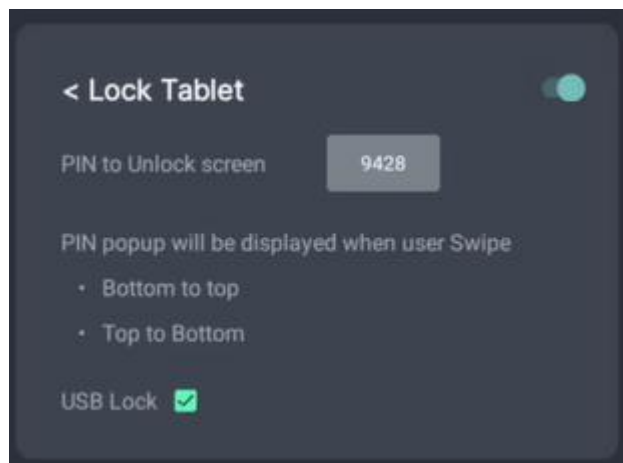 < Lock Tablet
PIN to Unlock screen 9428
PIN popup will be displayed when user Swipe
• Bottom to top
• Top to Bottom
USB Lock